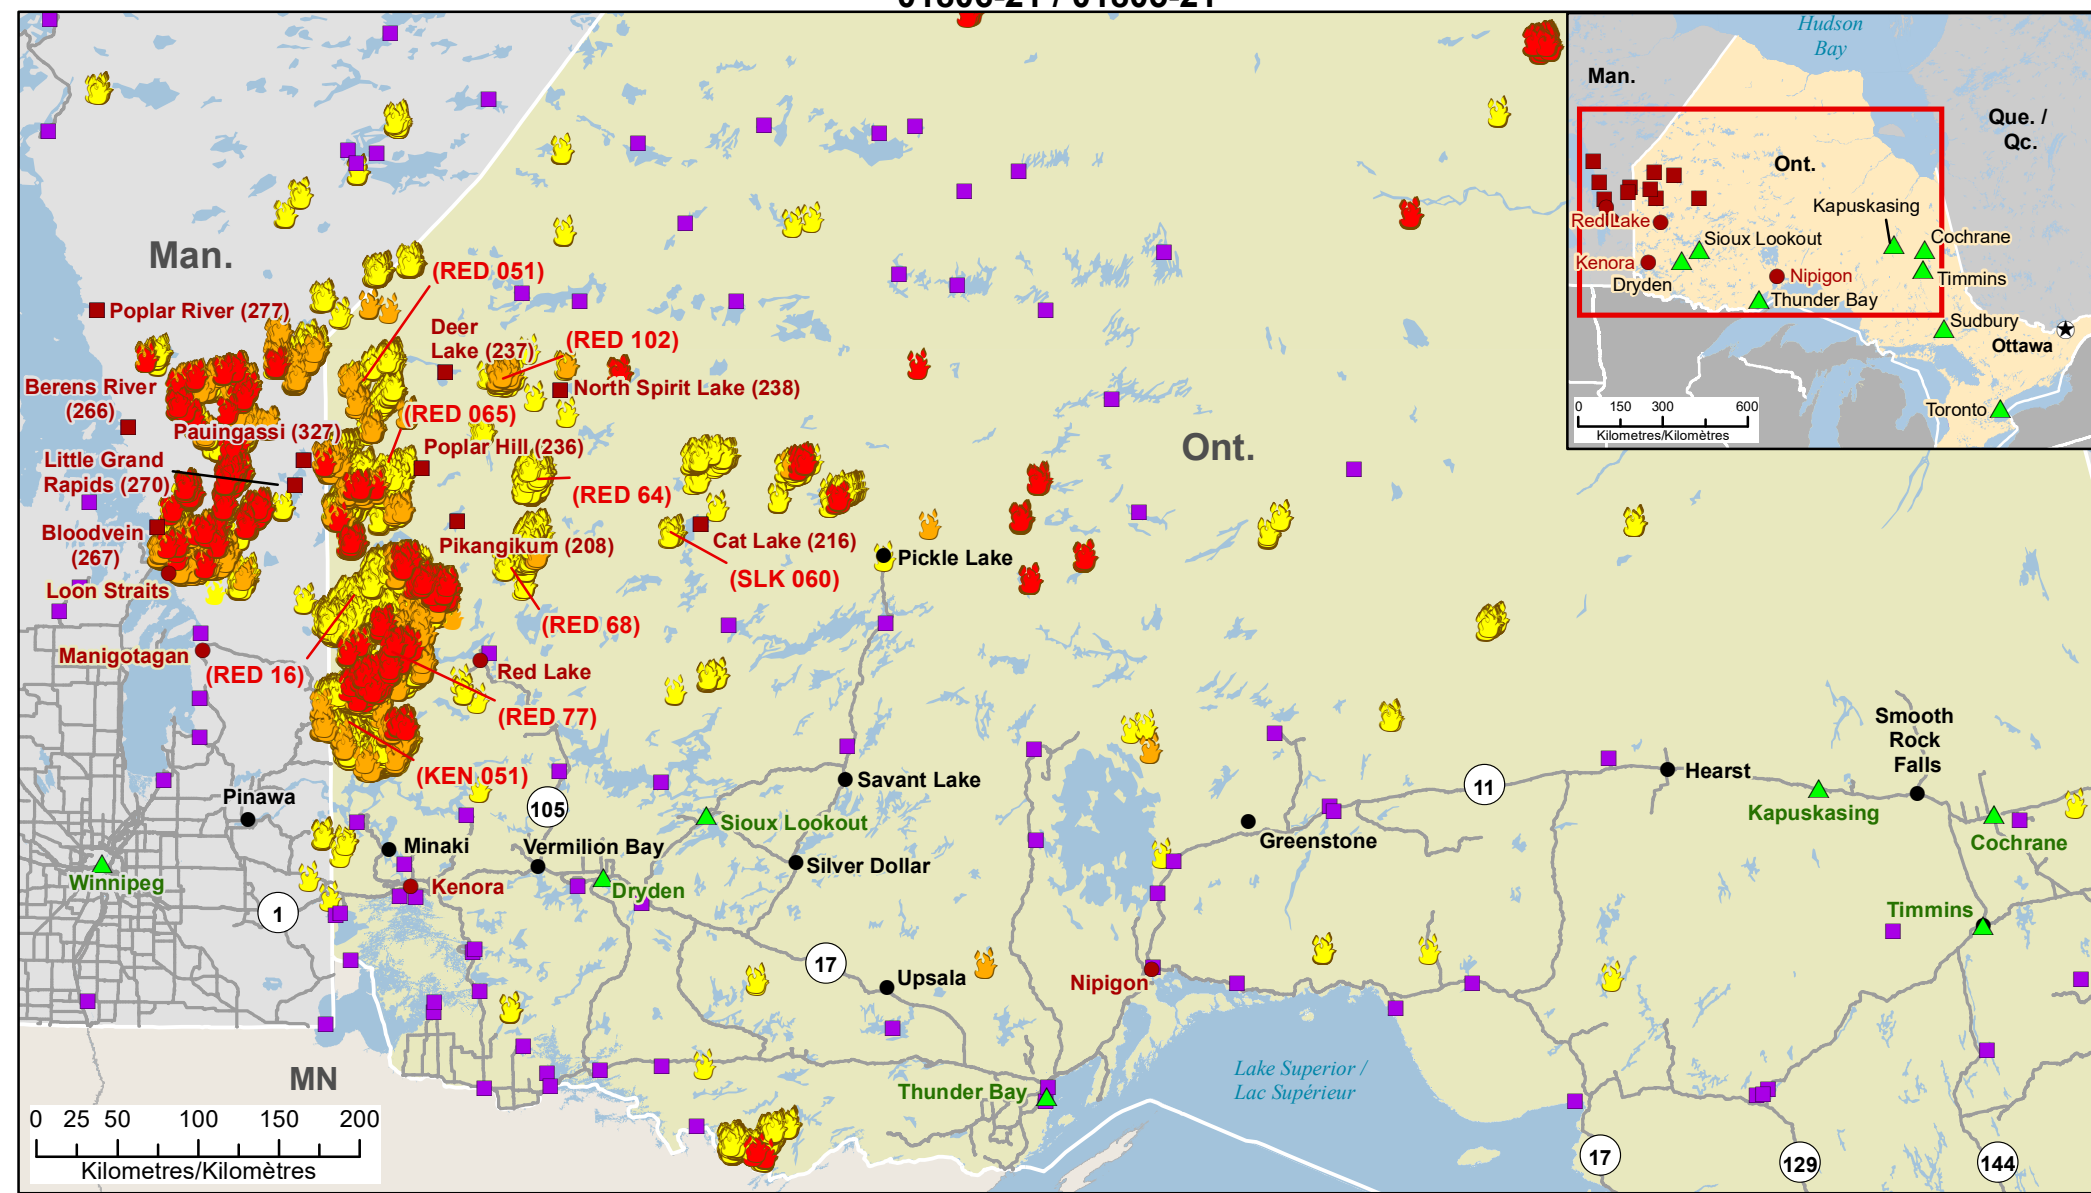 Man.
Poplar River (277)
Berens River
(266)
Pauingassi (327)
Little Grand
Rapids (270)
Bloodvein
(267)
Loon Straits
Manigotagan
(RED 16)
(RED 051)
Deer
Lake (237)
(RED 102)
North Spirit Lake (238)
(RED 065)
Poplar Hill (236)
(RED 64)
Pikangikum (208)
Cat Lake (216)
(SLK 060)
(RED 68)
Red Lake
(RED 77)
(KEN 051)
Ont.
Pickle Lake
Savant Lake
Sioux Lookout
Silver Dollar
105
Vermilion Bay
Dryden
Pinawa
Minaki
Kenora
Winnipeg
1
17
Upsala
Nipigon
Greenstone
11
Hearst
Smooth
Rock
Falls
Kapuskasing
Cochrane
Timmins
Thunder Bay
Lake Superior /
Lac Supérieur
17
129
144
MN
0 25 50 100 150 200
Kilometres/Kilomètres
Hudson
Bay
Man.
Que. /
Qc.
Ont.
Kapuskasing
Red Lake
Sioux Lookout
Cochrane
Kenora
Dryden
Nipigon
Timmins
Thunder Bay
Sudbury
Ottawa
Toronto
0 150 300 600
Kilometres/Kilomètres